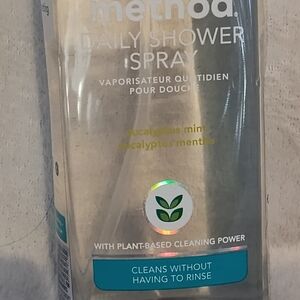 method.
DAILY SHOWER
SPRAY
VAPORISATEUR QUOTIDIEN
POUR DOUCHE
eucalyptus mint
eucalyptus menthe
WITH PLANT-BASED CLEANING POWER
CLEANS WITHOUT
HAVING TO RINSE